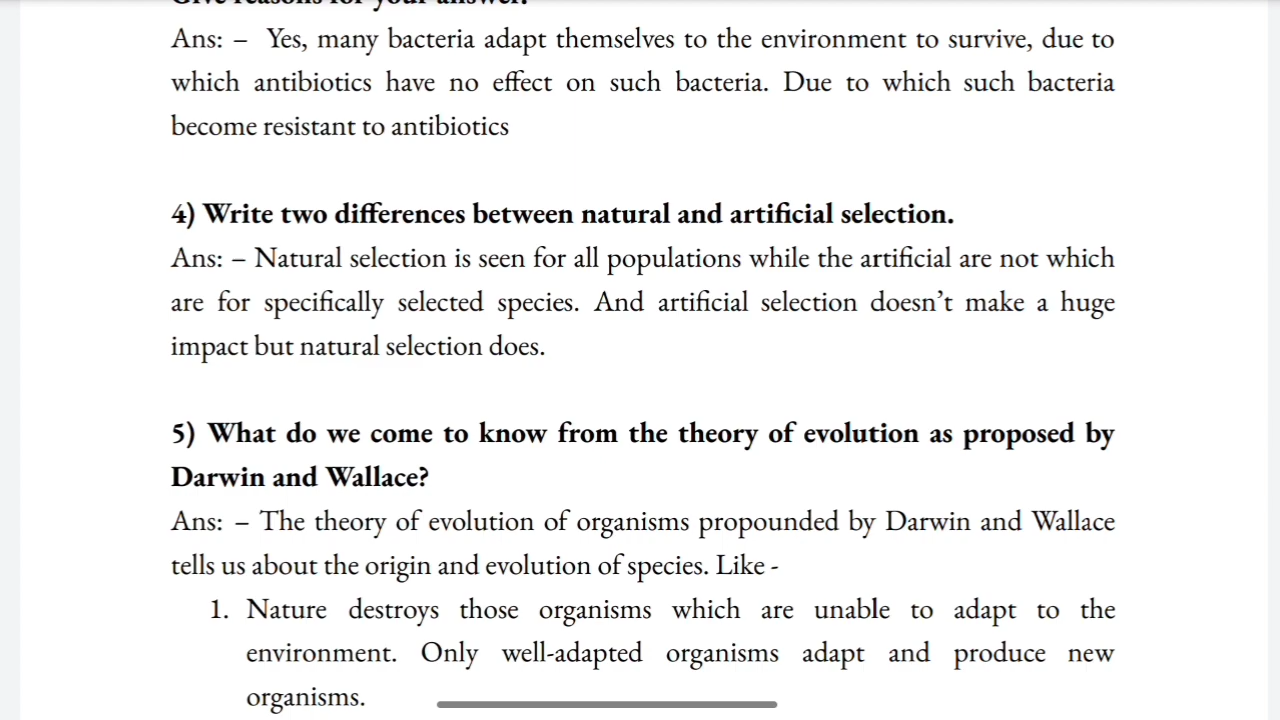 Give reasons for your answer.
Ans: – Yes, many bacteria adapt themselves to the environment to survive, due to
which antibiotics have no effect on such bacteria. Due to which such bacteria
become resistant to antibiotics
4) Write two differences between natural and artificial selection.
Ans: – Natural selection is seen for all populations while the artificial are not which
are for specifically selected species. And artificial selection doesn’t make a huge
impact but natural selection does.
5) What do we come to know from the theory of evolution as proposed by
Darwin and Wallace?
Ans: – The theory of evolution of organisms propounded by Darwin and Wallace
tells us about the origin and evolution of species. Like -
1. Nature destroys those organisms which are unable to adapt to the
environment. Only well-adapted organisms adapt and produce new
organisms.